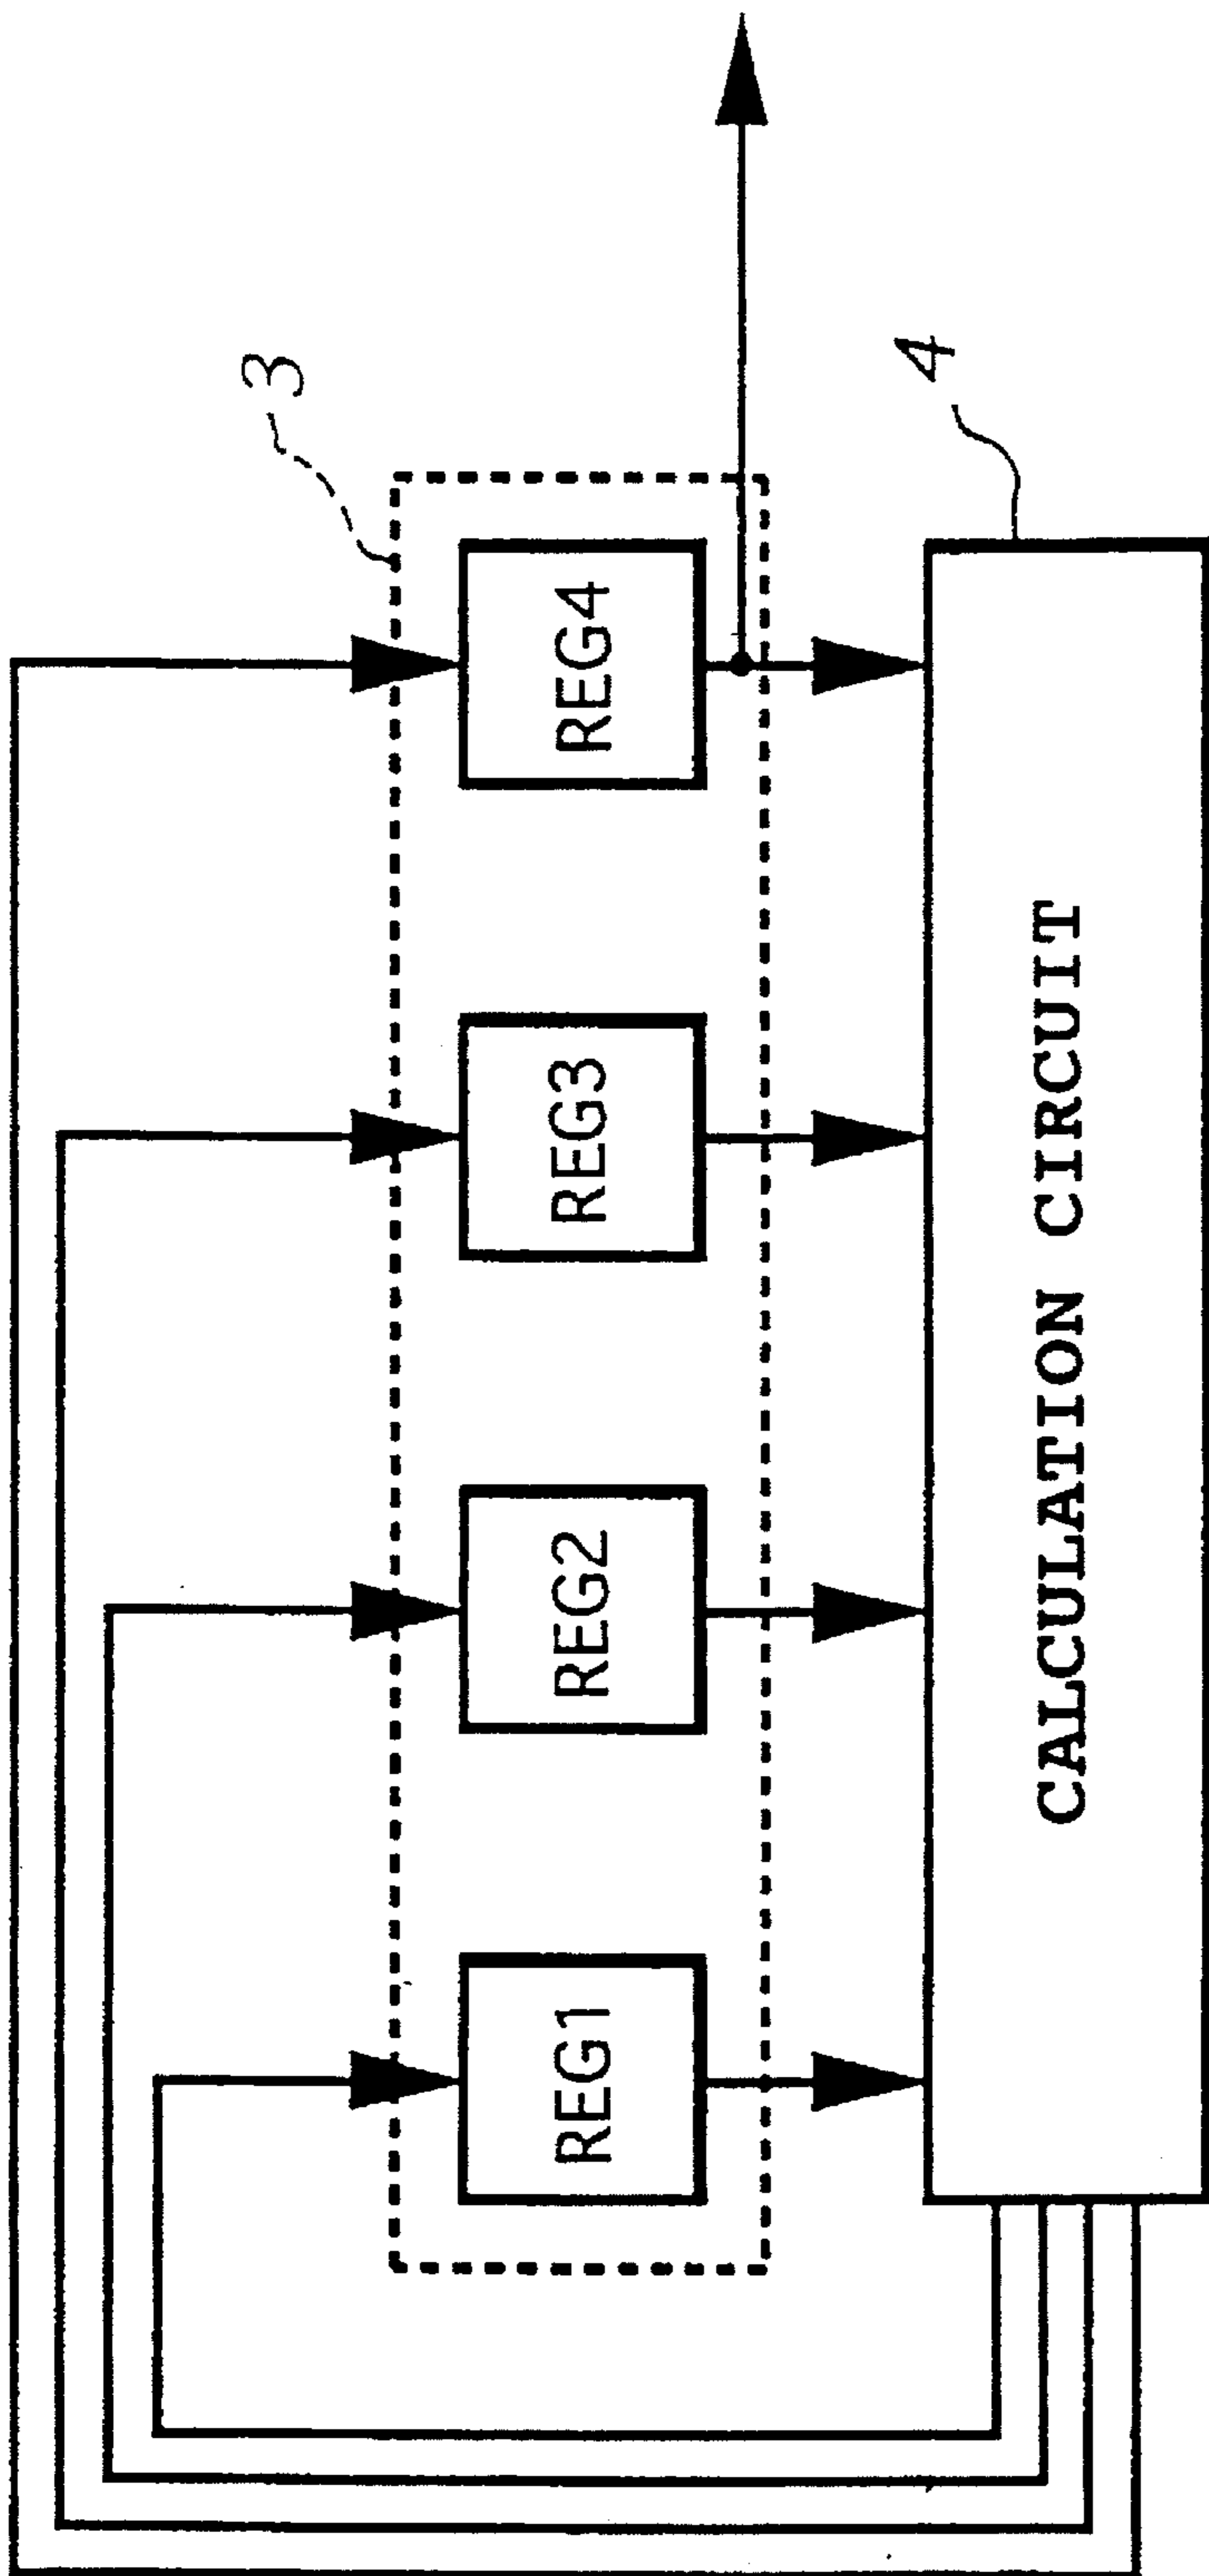 3
REG1
REG2
REG3
REG4
4
CALCULATION CIRCUIT